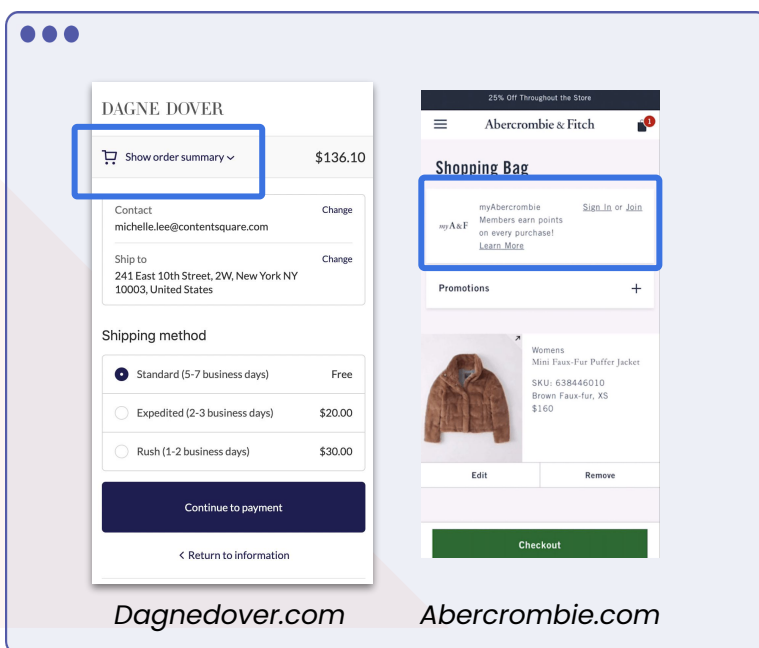 DAGNE DOVER
Show order summary
$136.10
Contact
Change
michelle.lee@contentsquare.com
Ship to
Change
241 East 10th Street, 2W, New York NY
10003, United States
Shipping method
Standard (5-7 business days)
Free
Expedited (2-3 business days)
$20.00
Rush (1-2 business days)
$30.00
Continue to payment
< Return to information
Dagnedover.com
25% Off Throughout the Store
Abercrombie & Fitch
1
Shopping Bag
myA&F
myAbercrombie
Members earn points
on every purchase!
Learn More
Sign In or Join
Promotions
+
Womens
Mini Faux-Fur Puffer Jacket
SKU: 638446010
Brown Faux-fur, XS
$160
Edit
Remove
Checkout
Abercrombie.com